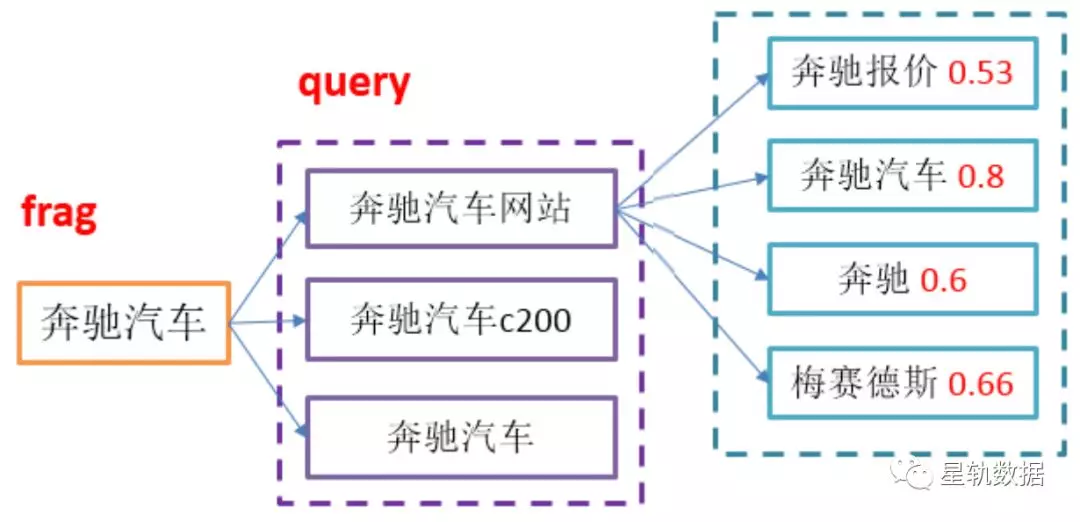 frag
奔驰汽车
query
奔驰汽车网站
奔驰汽车c200
奔驰汽车
奔驰报价 0.53
奔驰汽车 0.8
奔驰 0.6
梅赛德斯 0.66
星轨数据